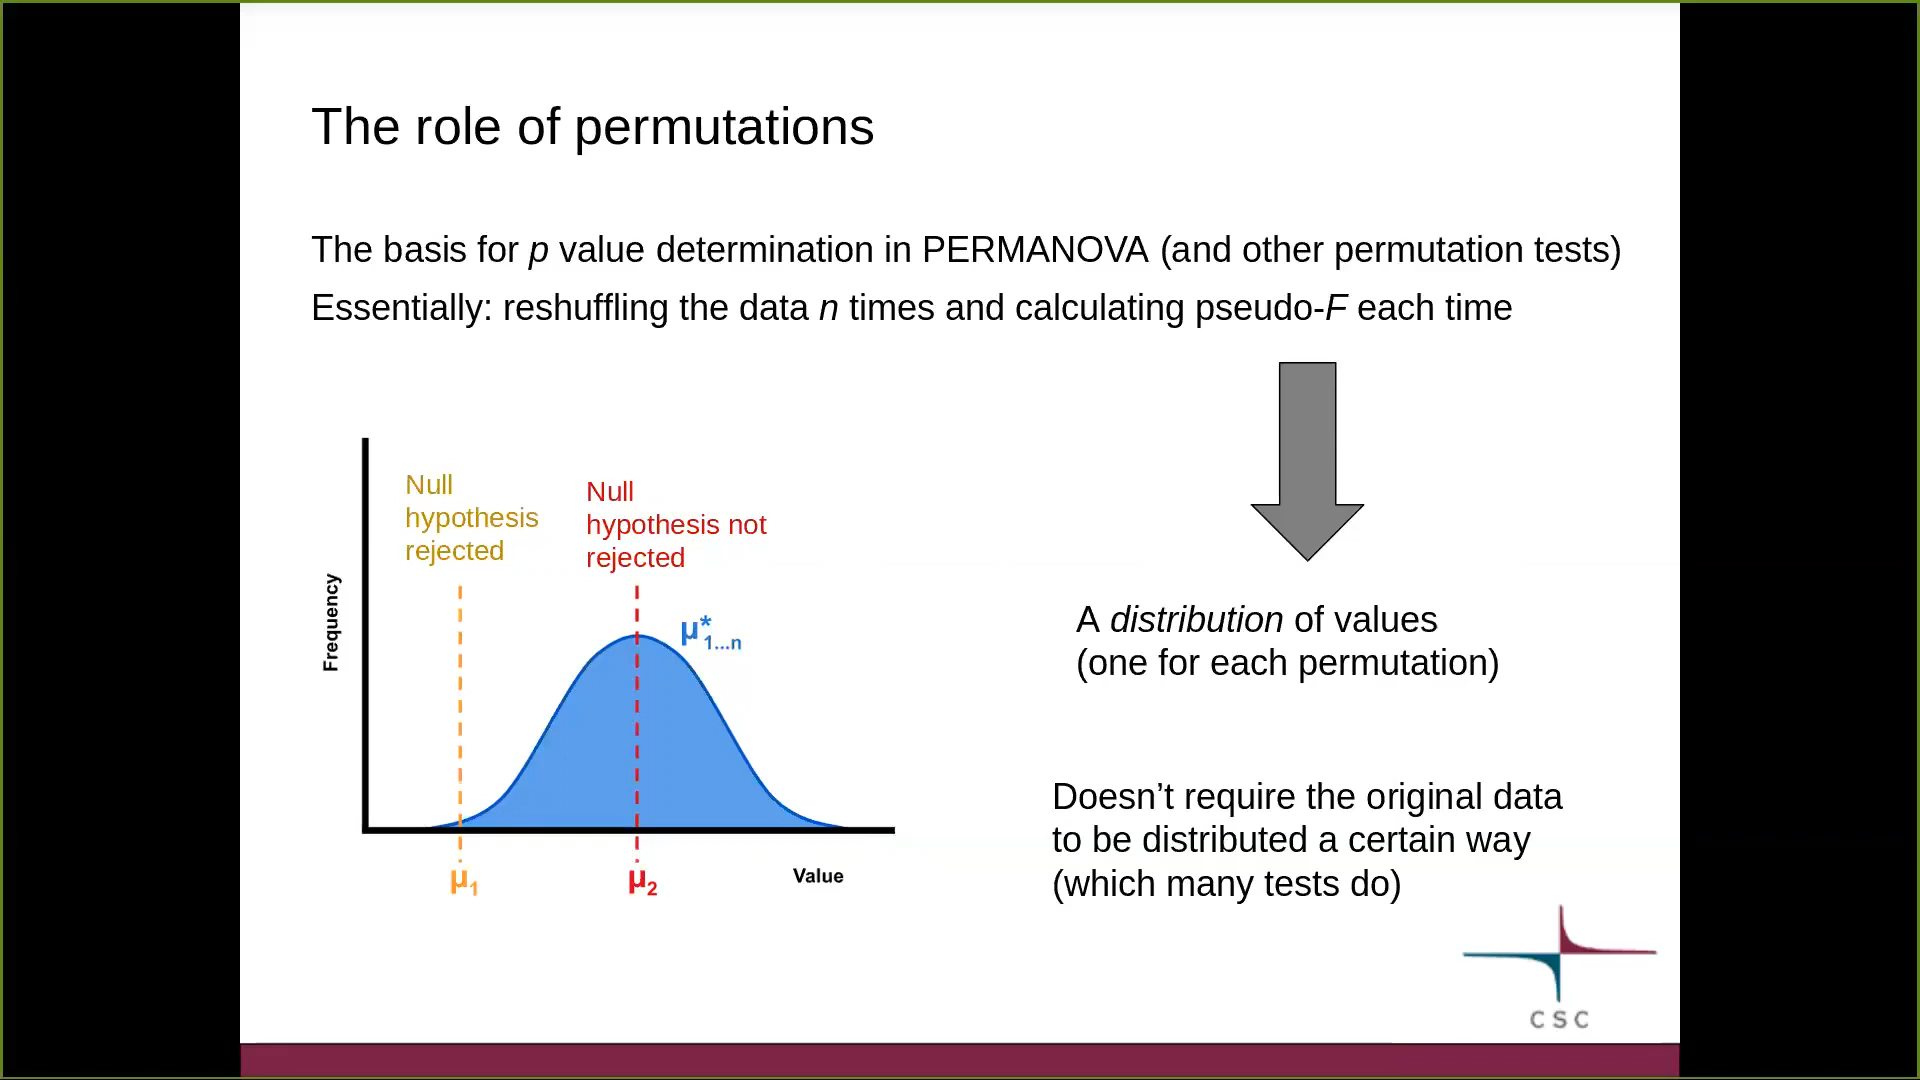 The role of permutations
The basis for p value determination in PERMANOVA (and other permutation tests)
Essentially: reshuffling the data n times and calculating pseudo-F each time
Null
hypothesis
rejected
Null
hypothesis not
rejected
μ*1...n
Frequency
μ1
μ2
Value
A distribution of values
(one for each permutation)
Doesn’t require the original data
to be distributed a certain way
(which many tests do)
CSC